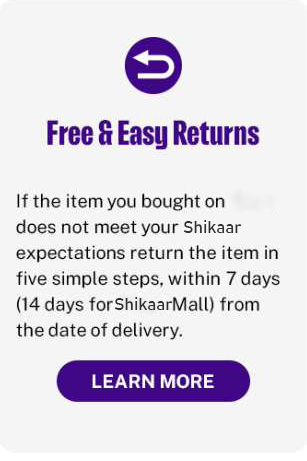 Free & Easy Returns
If the item you bought on
does not meet your Shikaar
expectations return the item in
five simple steps, within 7 days
(14 days forShikaarMall) from
the date of delivery.
LEARN MORE